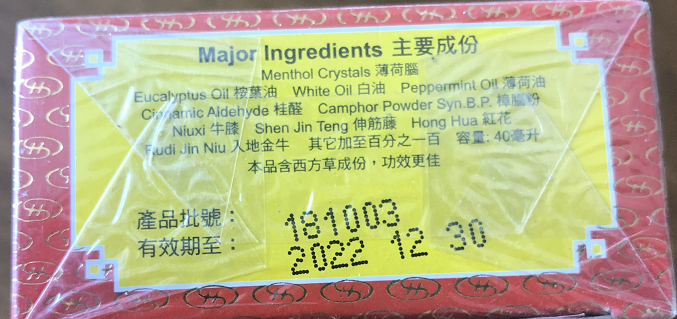 Major Ingredients 主要成份
Menthol Crystals 薄荷腦
Eucalyptus Oil 桉葉油 White Oil 白油 Peppermint Oil 薄荷油
Cinnamic Aldehyde 桂醛 Camphor Powder Syn.B.P. 樟腦粉
Niuxi 牛膝 Shen Jin Teng 伸筋藤 Hong Hua 紅花
Rudi Jin Niu 入地金牛 其它加至百分之一百 容量: 40毫升
本品含西方草成份，功效更佳
產品批號： 181003
有效期至： 2022 12 30